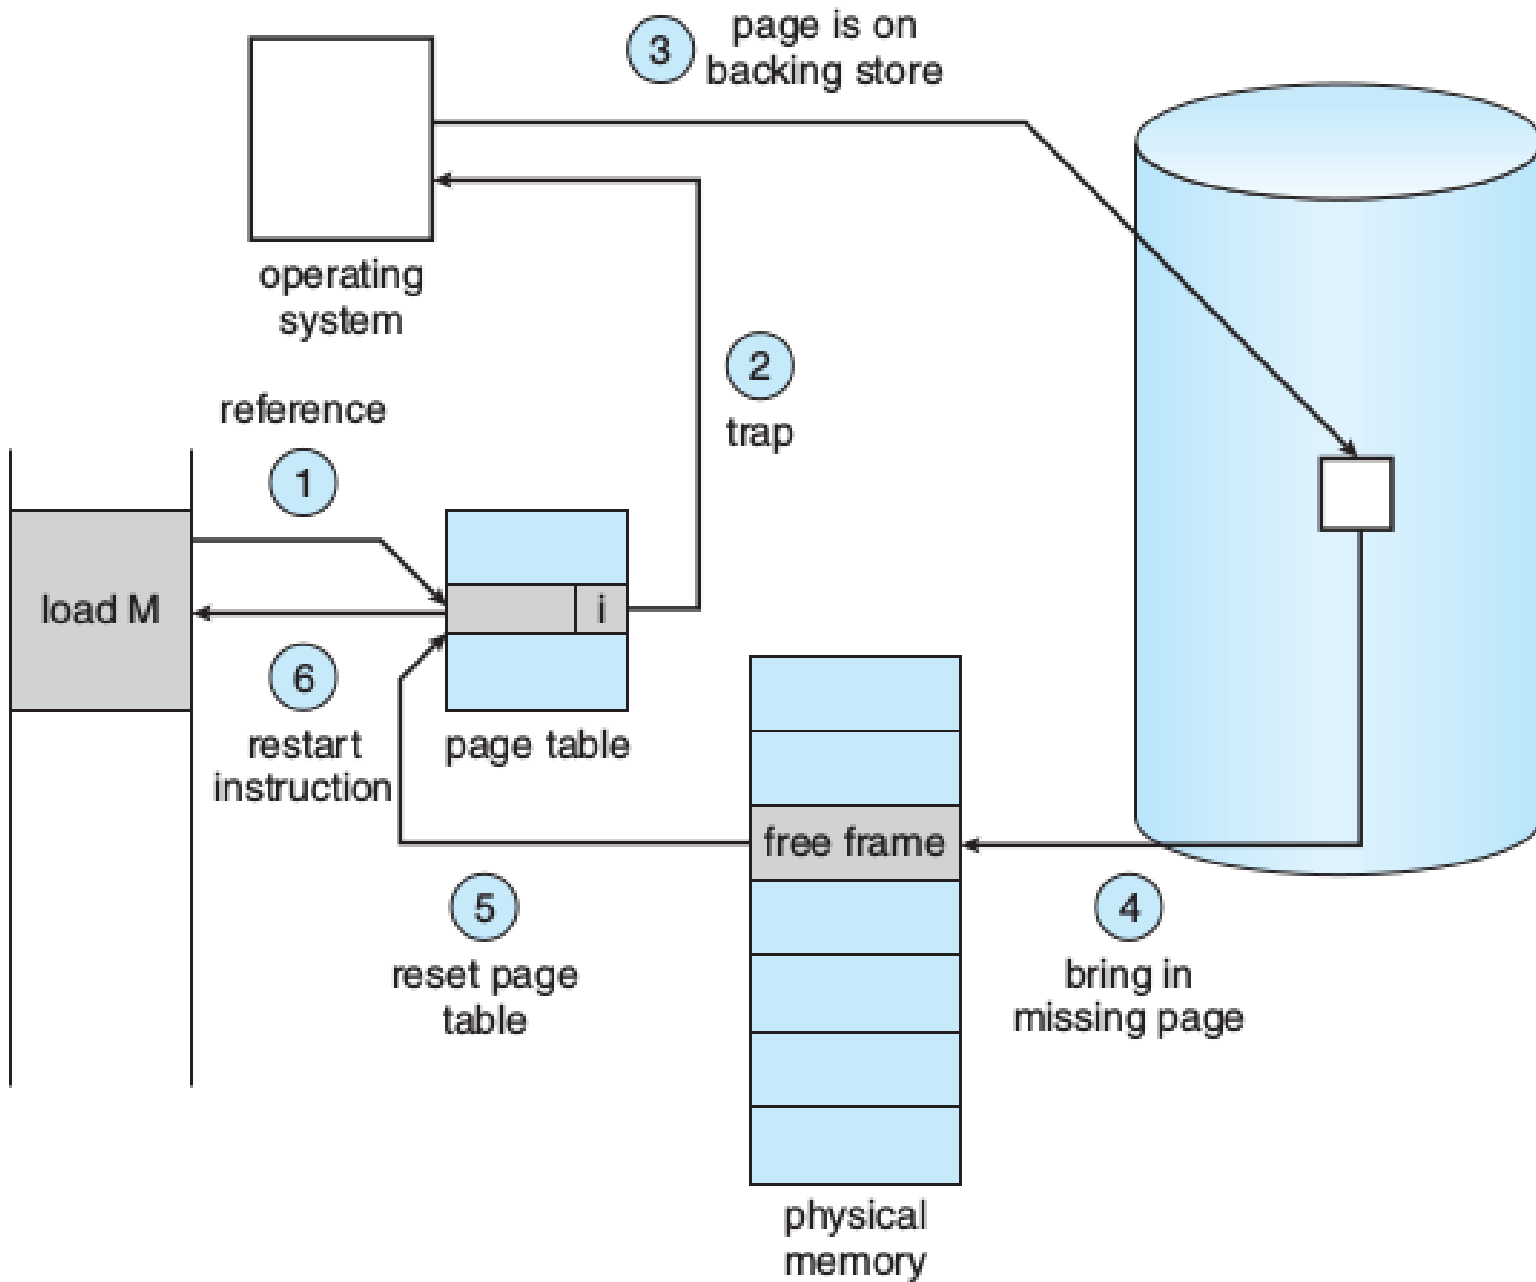 3
page is on
backing store
operating
system
2
trap
reference
1
load M
i
6
restart
instruction
page table
free frame
5
reset page
table
4
bring in
missing page
physical
memory